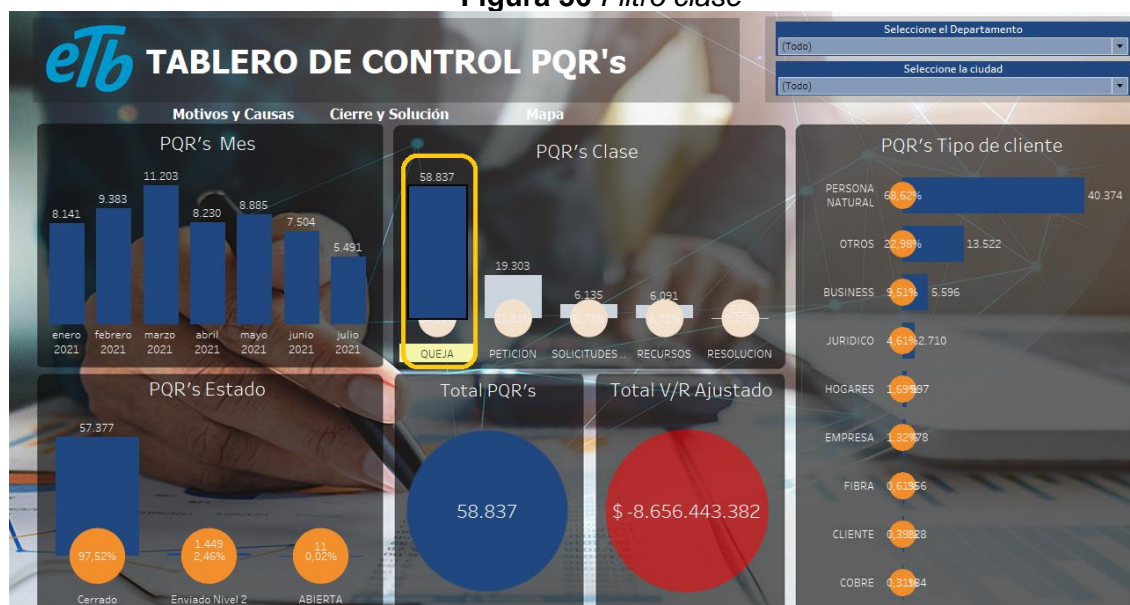 Figura 36 Filtro clase
eTb
TABLERO DE CONTROL PQR's
Seleccione el Departamento
(Todo)
Seleccione la ciudad
(Todo)
Motivos y Causas
Cierre y Solución
Mapa
PQR's Mes
8.141
9.383
11.203
8.230
8.885
7.504
5.491
enero 2021
febrero 2021
marzo 2021
abril 2021
mayo 2021
junio 2021
julio 2021
PQR's Clase
58.837
19.303
6.135
6.091
QUEJA
PETICION
SOLICITUDES ..
RECURSOS
RESOLUCION
PQR's Tipo de cliente
PERSONA NATURAL
68,62%
40.374
OTROS
22,98%
13.522
BUSINESS
9,51%
5.596
JURIDICO
4,61%
2.710
HOGARES
1,69%
EMPRESA
1,32%
FIBRA
CLIENTE
COBRE
PQR's Estado
57.377
97,52%
1.449
2,46%
11
0,02%
Cerrado
Enviado Nivel 2
ABIERTA
Total PQR's
58.837
Total V/R Ajustado
$ -8.656.443.382